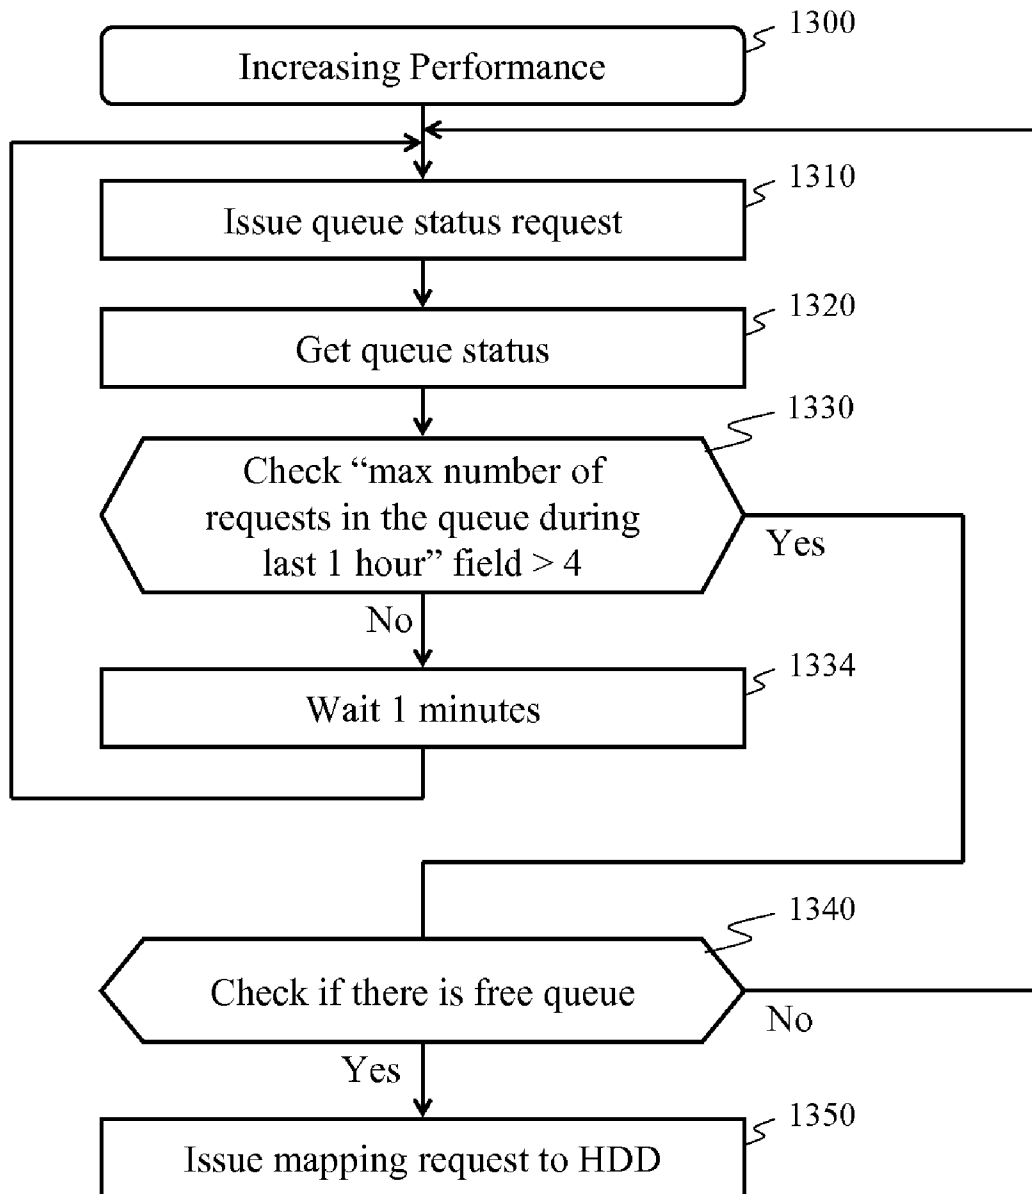 1300
Increasing Performance
1310
Issue queue status request
1320
Get queue status
1330
Check “max number of
requests in the queue during
last 1 hour” field > 4
Yes
No
1334
Wait 1 minutes
1340
Check if there is free queue
No
Yes
1350
Issue mapping request to HDD